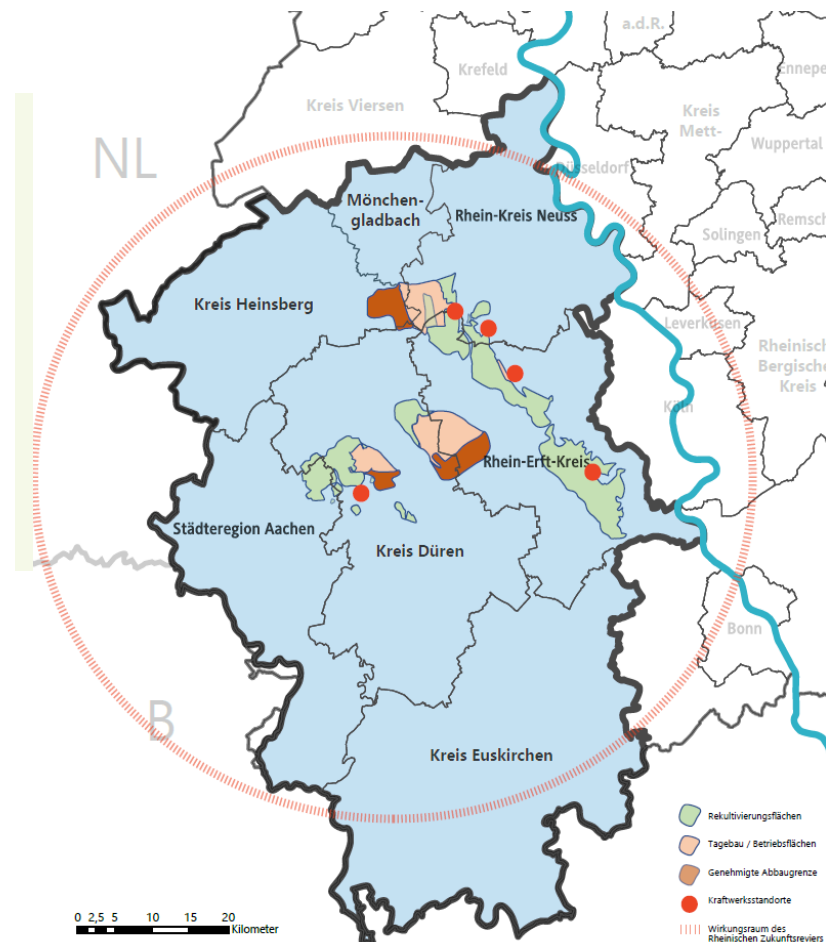 a.d.R.
Krefeld
Ennepe
Kreis Viersen
Kreis
Mett-
Wuppertal
NL
Düsseldorf
Mönchen-
gladbach
Rhein-Kreis Neuss
Remsch
Solingen
Kreis Heinsberg
Leverkusen
Rheinisch
Bergische
Kreis
Köln
Rhein-Erft-Kreis
Städteregion Aachen
Kreis Düren
Bonn
B
Kreis Euskirchen
Rekultivierungsflächen
Tagebau / Betriebsflächen
Genehmigte Abbaugrenze
Kraftwerksstandorte
0 2,5 5 10 15 20
Kilometer
Wirkungsraum des
Rheinischen Zukunftsreviers